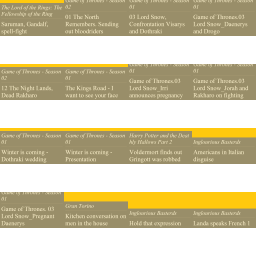 The Lord of the Rings: The
Fellowship of the Ring
Saruman, Gandalf,
spell-fight
Game of Thrones - Season
02
01 The North
Remembers. Sending
out bloodriders
Game of Thrones - Season
01
03 Lord Snow,
Confrontation Viserys
and Dothraki
Game of Thrones - Season
01
Game of Thrones.03
Lord Snow_Daenerys
and Drogo
Game of Thrones - Season
02
12 The Night Lands,
Dead Rakharo
Game of Thrones - Season
01
The Kings Road - I
want to see your face
Game of Thrones - Season
01
Game of Thrones.03
Lord Snow_Irri
announces pregnancy
Game of Thrones - Season
01
Game of Thrones.03
Lord Snow_Jorah and
Rakharo on fighting
Game of Thrones - Season
01
Winter is coming -
Dothraki wedding
Game of Thrones - Season
01
Winter is coming -
Presentation
Harry Potter and the Deat
hly Hallows Part 2
Voldermort finds out
Gringott was robbed
Inglourious Basterds
Americans in Italian
disguise
Game of Thrones - Season
01
Game of Thrones. 03
Lord Snow_Pregnant
Daenerys
Gran Torino
Kitchen conversation on
men in the house
Inglourious Basterds
Hold that expression
Inglourious Basterds
Landa speaks French 1